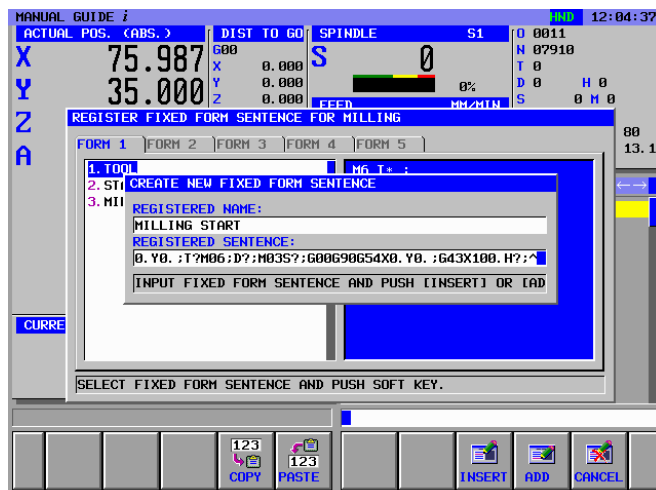 MANUAL GUIDE i HND 12:04:37
ACTUAL POS. (ABS.) DIST TO GO SPINDLE S1 O 0011
X 75.987 G00 S 0 N 07910
X 0.000 T 0
Y 35.000 Y 0.000 0% D 0 H 0
Z 0.000 FEED MM/MIN S 0 M 0
Z REGISTER FIXED FORM SENTENCE FOR MILLING
80
A FORM 1 FORM 2 FORM 3 FORM 4 FORM 5 13.1
1. TOOL M6 T* ;
2. STA CREATE NEW FIXED FORM SENTENCE ←→
3. MIL REGISTERED NAME:
MILLING START
REGISTERED SENTENCE:
0.Y0.;T?M06;D?;M03S?;G00G90G54X0.Y0.;G43X100.H?;^
INPUT FIXED FORM SENTENCE AND PUSH [INSERT] OR [AD
CURRE
SELECT FIXED FORM SENTENCE AND PUSH SOFT KEY.
123 123
COPY PASTE INSERT ADD CANCEL